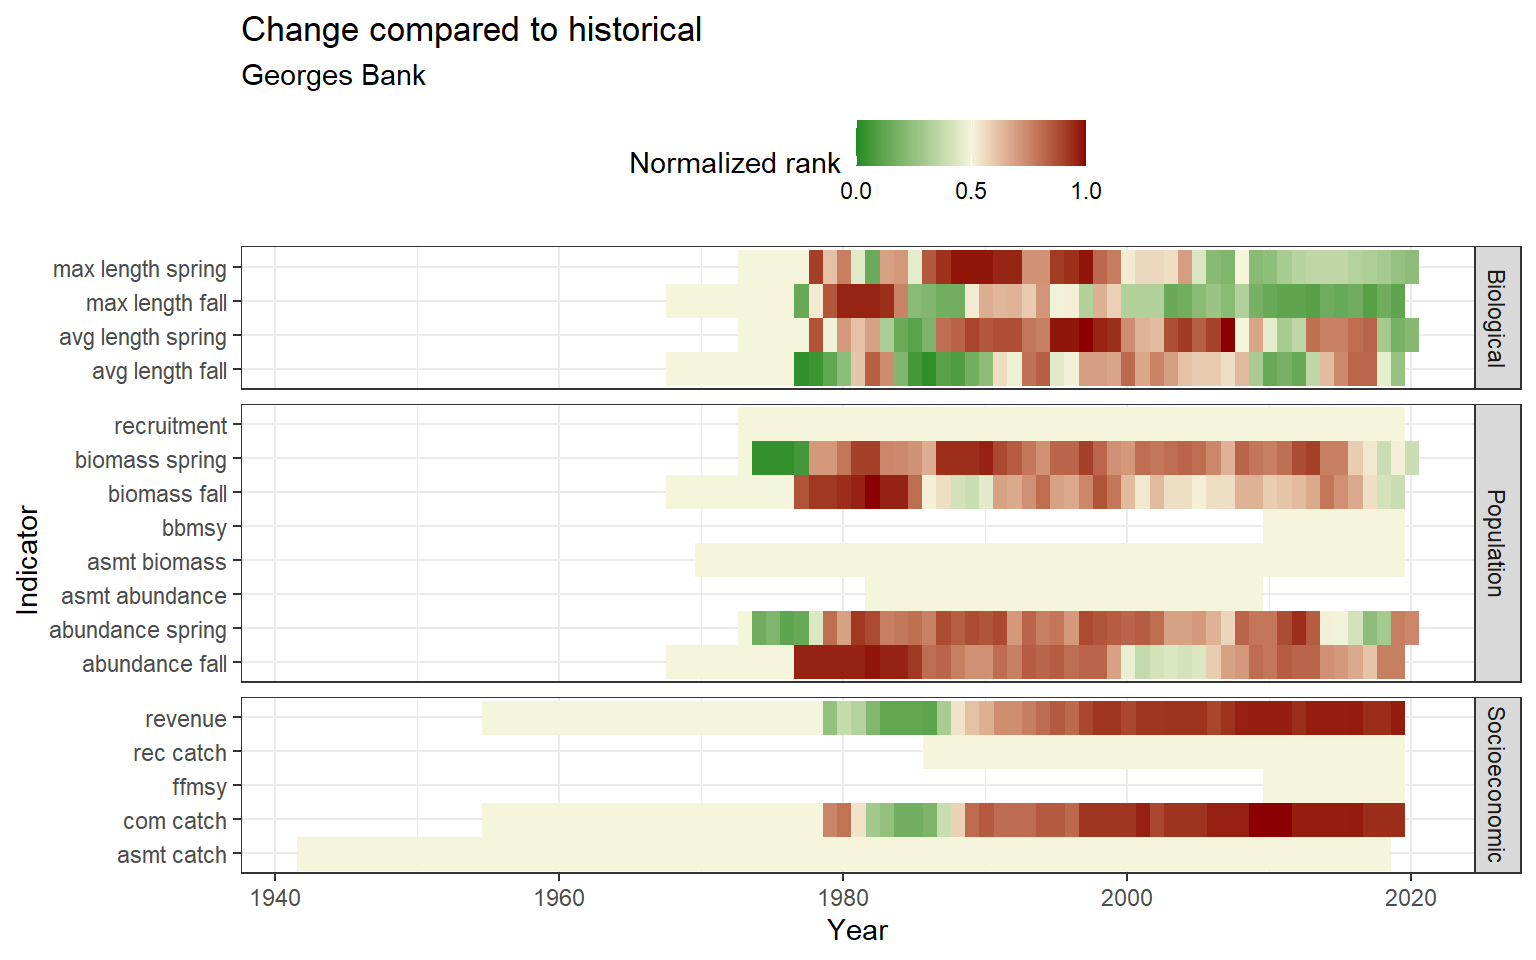 Change compared to historical
Georges Bank
Normalized rank
0.0 0.5 1.0
Indicator
max length spring
max length fall
avg length spring
avg length fall
Biological
recruitment
biomass spring
biomass fall
bbmsy
asmt biomass
asmt abundance
abundance spring
abundance fall
Population
revenue
rec catch
ffmsy
com catch
asmt catch
Socioeconomic
1940 1960 1980 2000 2020
Year